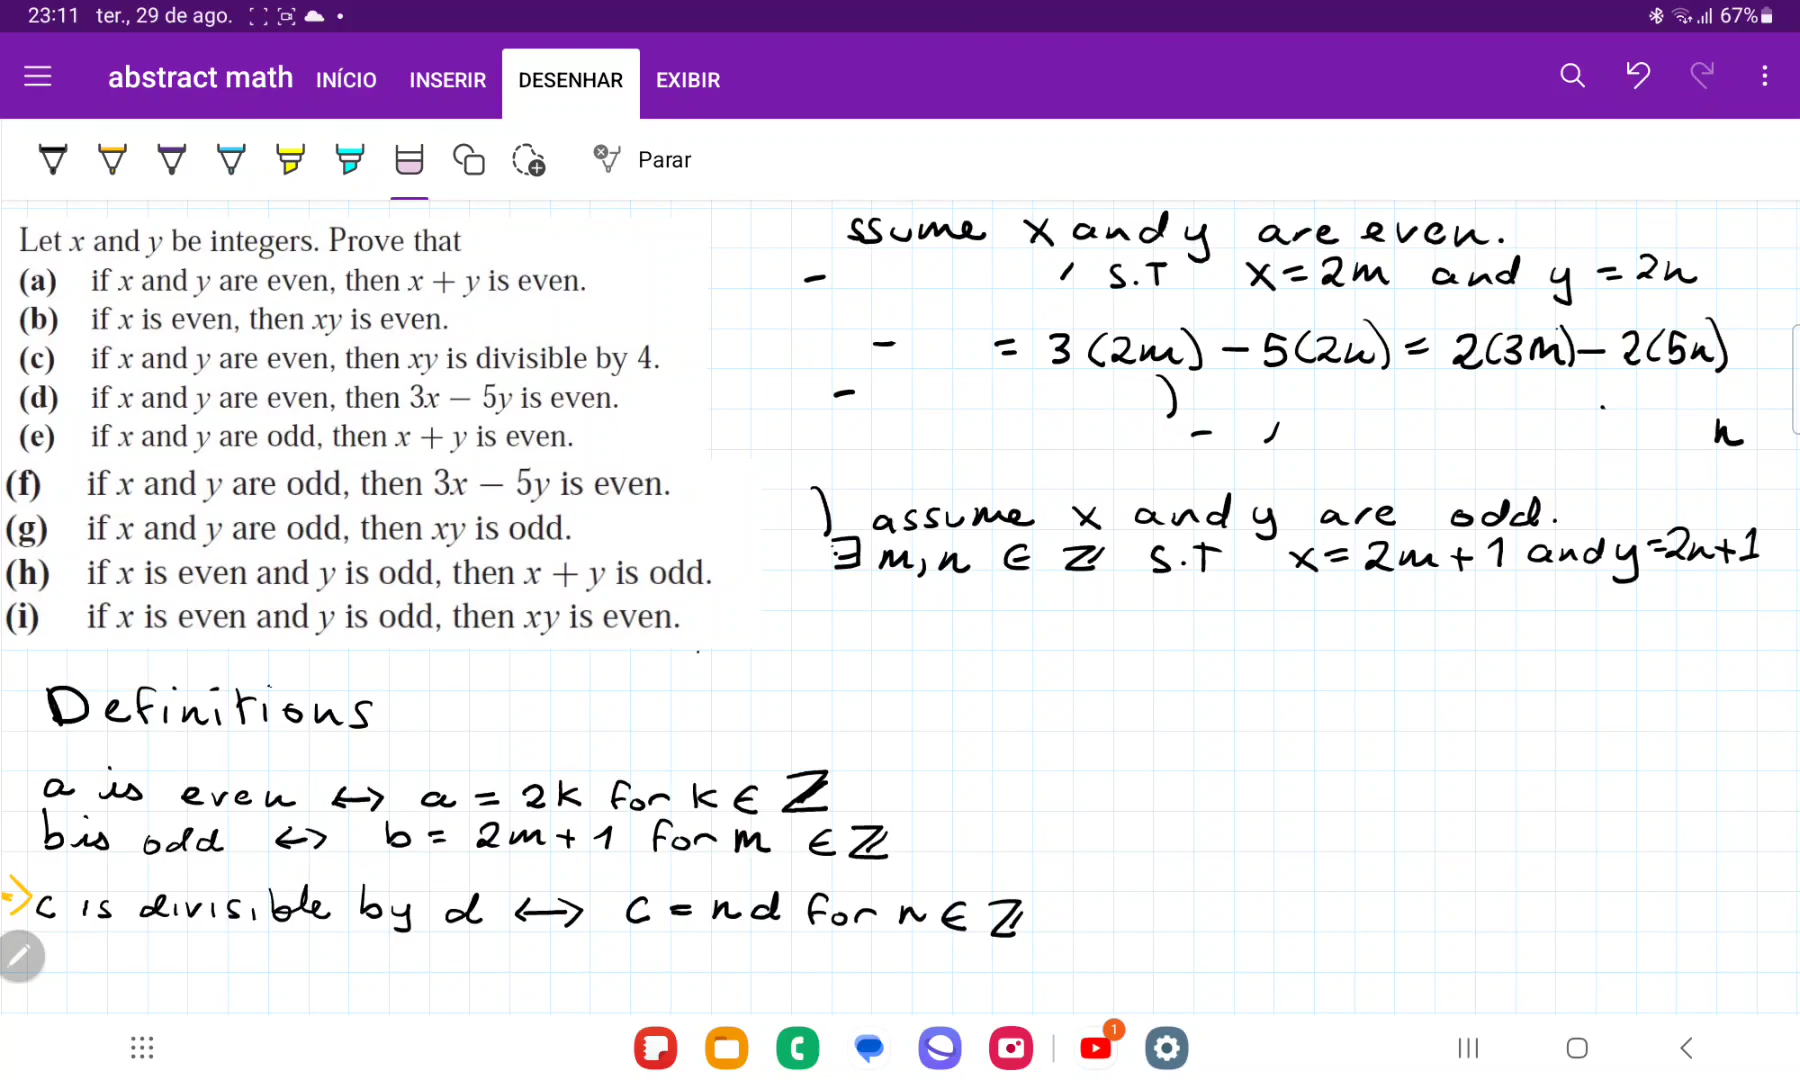 23:11 ter., 29 de ago. 67%
abstract math INÍCIO INSERIR DESENHAR EXIBIR
Parar
Let x and y be integers. Prove that
(a) if x and y are even, then x + y is even.
(b) if x is even, then xy is even.
(c) if x and y are even, then xy is divisible by 4.
(d) if x and y are even, then 3x − 5y is even.
(e) if x and y are odd, then x + y is even.
(f) if x and y are odd, then 3x − 5y is even.
(g) if x and y are odd, then xy is odd.
(h) if x is even and y is odd, then x + y is odd.
(i) if x is even and y is odd, then xy is even.
Definitions
a is even ↔ a = 2k for k ∈ ℤ
b is odd ↔ b = 2m + 1 for m ∈ ℤ
c is divisible by d ↔ c = nd for n ∈ ℤ
ssume x and y are even.
S.T x = 2m and y = 2n
= 3(2m) − 5(2n) = 2(3m) − 2(5n)
)
n
) assume x and y are odd.
∃ m, n ∈ ℤ S.T x = 2m + 1 and y = 2n + 1
1